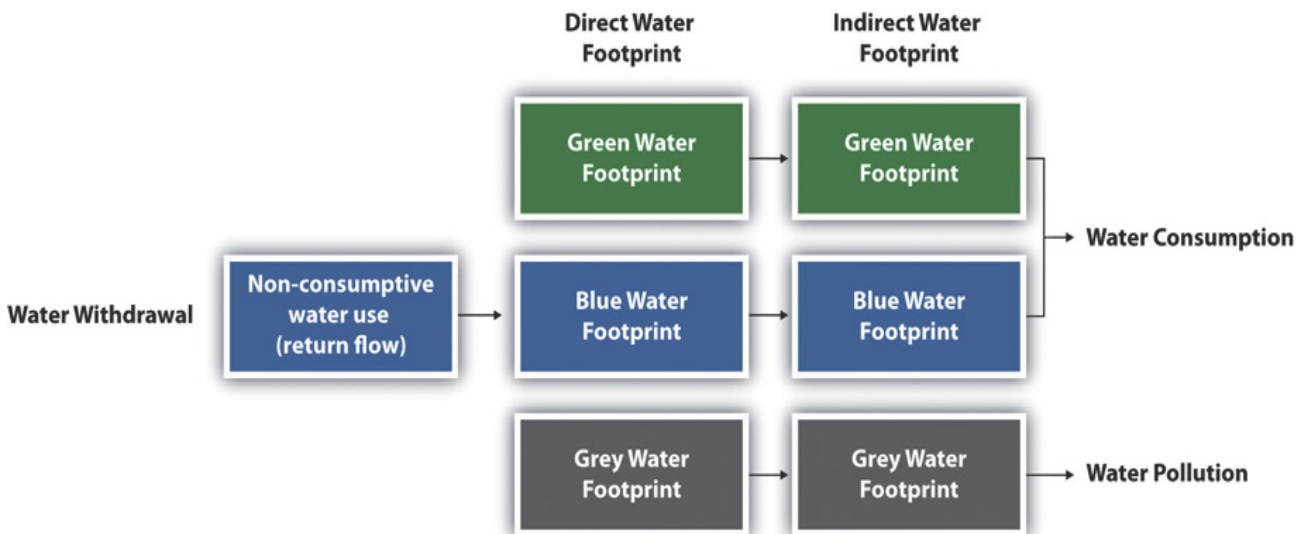 Direct Water
Footprint
Indirect Water
Footprint
Green Water
Footprint
Green Water
Footprint
Water Consumption
Water Withdrawal
Non-consumptive
water use
(return flow)
Blue Water
Footprint
Blue Water
Footprint
Grey Water
Footprint
Grey Water
Footprint
Water Pollution